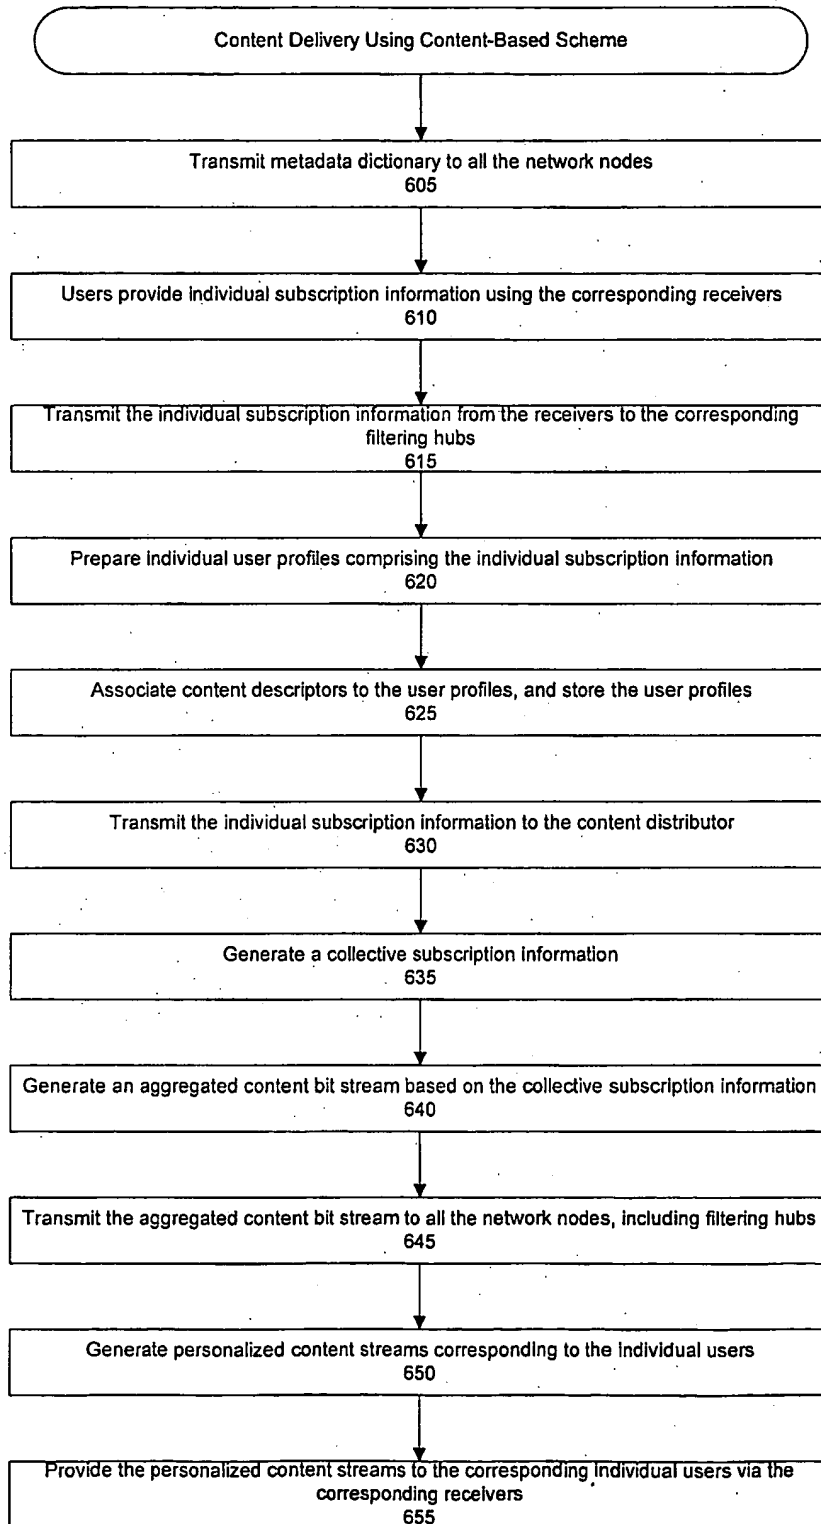 Content Delivery Using Content-Based Scheme
Transmit metadata dictionary to all the network nodes
605
Users provide individual subscription information using the corresponding receivers
610
Transmit the individual subscription information from the receivers to the corresponding
filtering hubs
615
Prepare individual user profiles comprising the individual subscription information
620
Associate content descriptors to the user profiles, and store the user profiles
625
Transmit the individual subscription information to the content distributor
630
Generate a collective subscription information
635
Generate an aggregated content bit stream based on the collective subscription information
640
Transmit the aggregated content bit stream to all the network nodes, including filtering hubs
645
Generate personalized content streams corresponding to the individual users
650
Provide the personalized content streams to the corresponding individual users via the
corresponding receivers
655